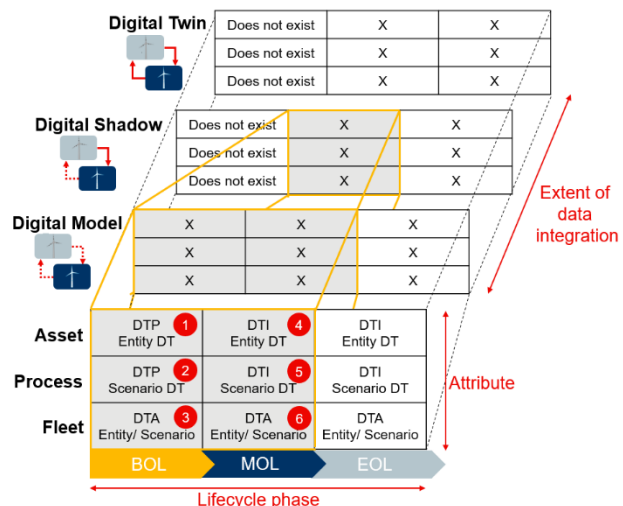 Digital Twin
Does not exist X X
Does not exist X X
Does not exist X X
Digital Shadow
Does not exist X X
Does not exist X X
Does not exist X X
Extent of
data
integration
Digital Model
X X X
X X X
X X X
Asset
DTP 1 DTI 4 DTI
Entity DT Entity DT Entity DT
Process
DTP 2 DTI 5 DTI
Scenario DT Scenario DT Scenario DT
Attribute
Fleet
DTA 3 DTA 6 DTA
Entity/ Scenario Entity/ Scenario Entity/ Scenario
BOL MOL EOL
Lifecycle phase